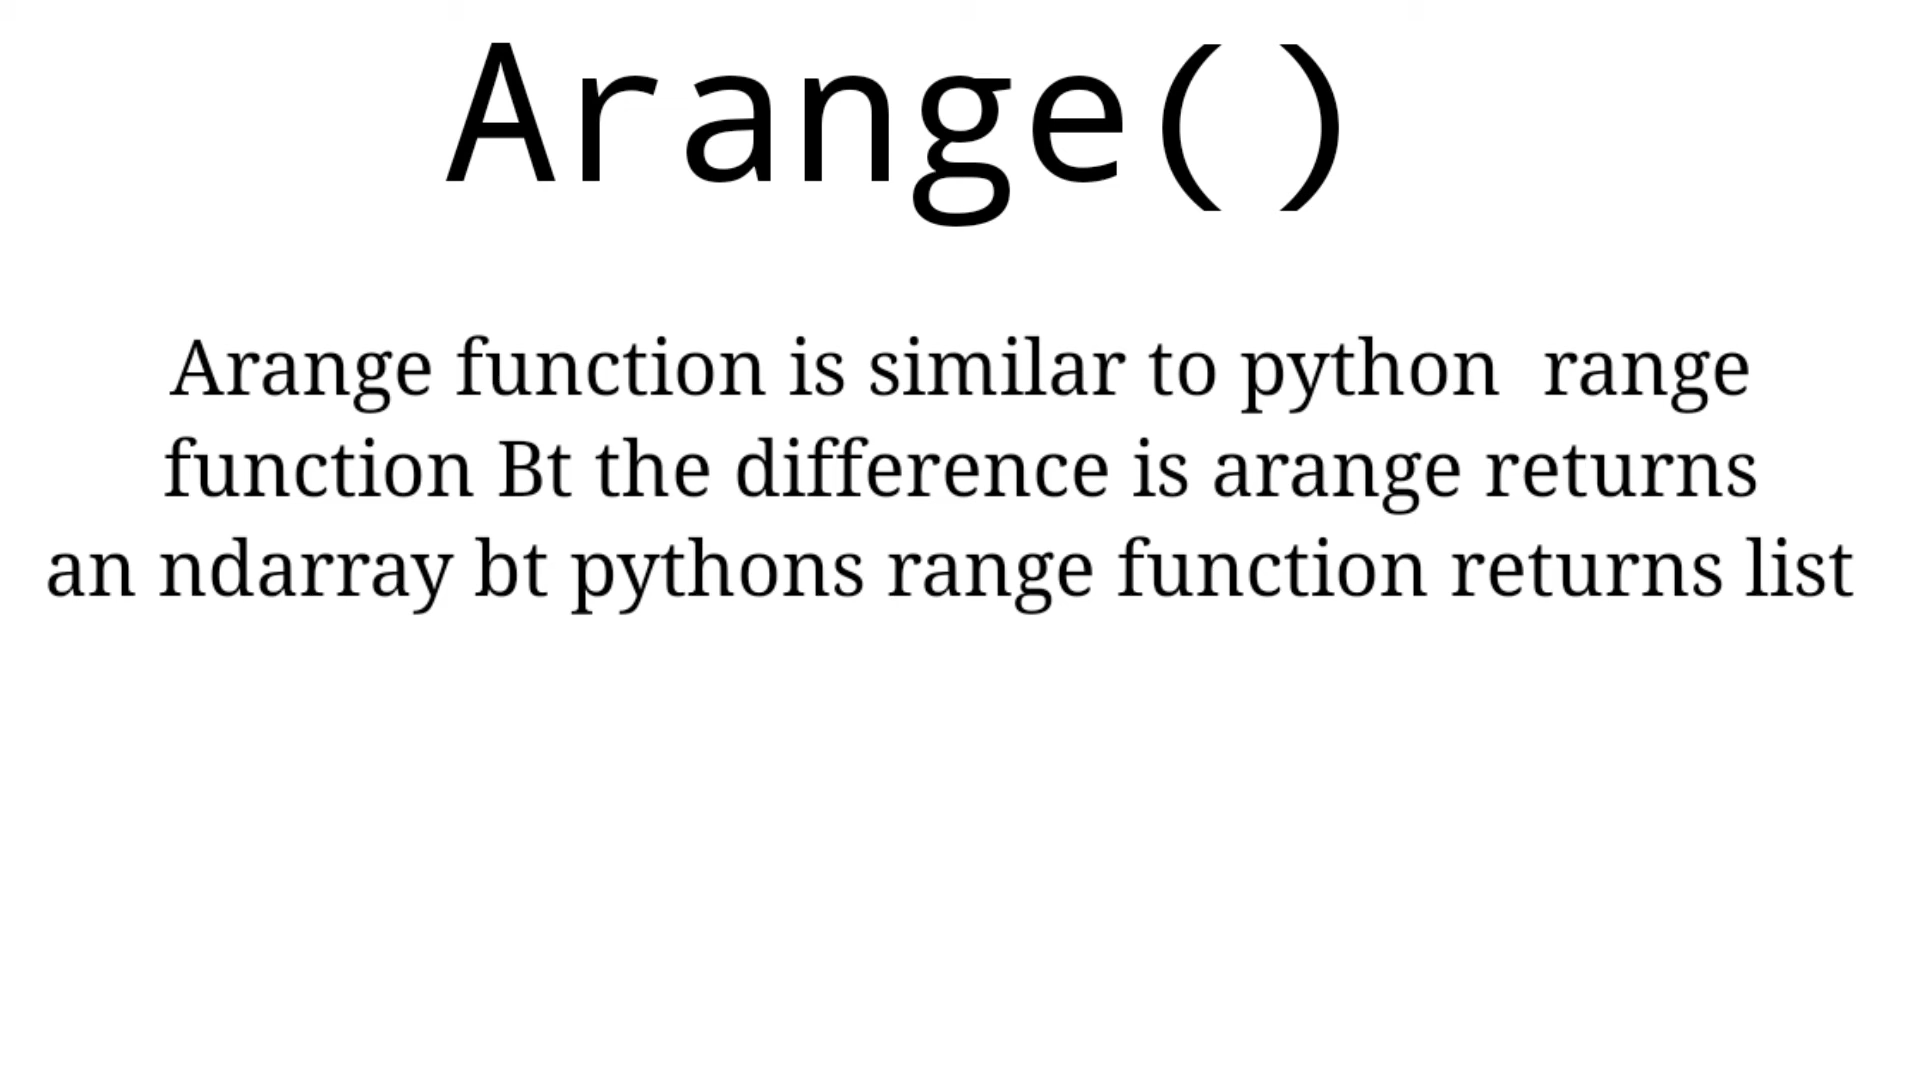 Arange()
Arange function is similar to python  range
function Bt the difference is arange returns
an ndarray bt pythons range function returns list